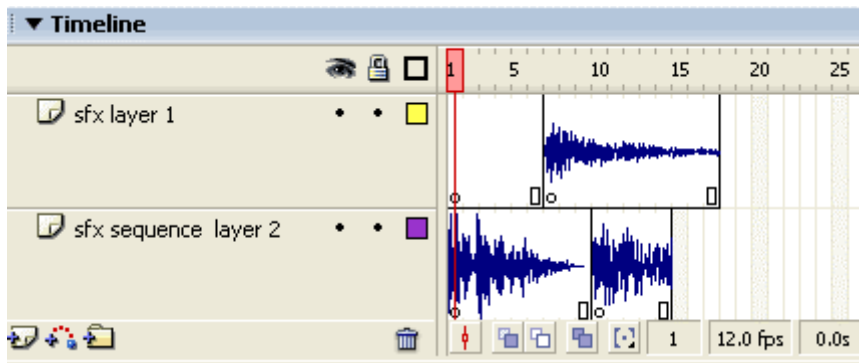 Timeline
1 5 10 15 20 25
sfx layer 1
sfx sequence layer 2
1 12.0 fps 0.0s